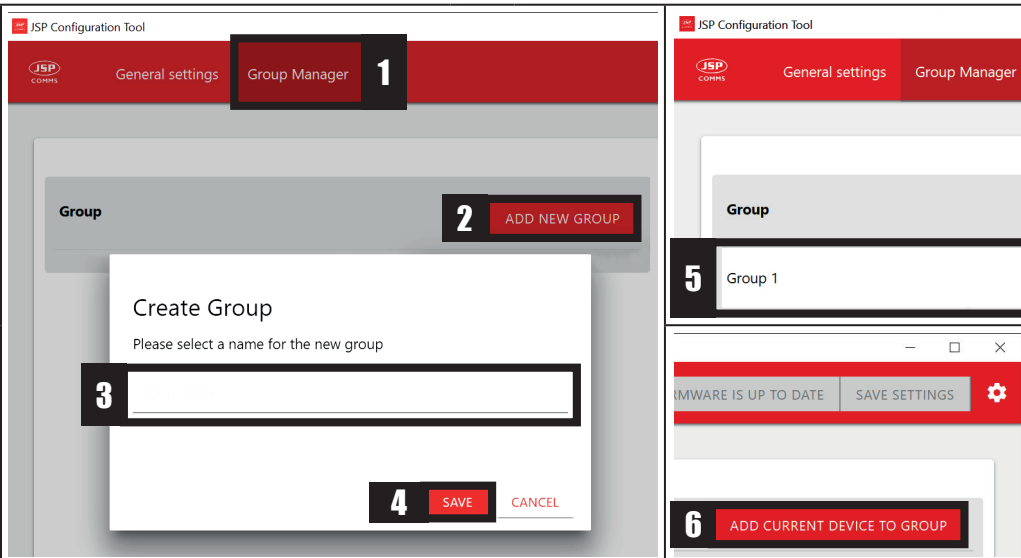 JSP Configuration Tool
JSP
COMMS
General settings
Group Manager
1
Group
2
ADD NEW GROUP
Create Group
Please select a name for the new group
3
4
SAVE
CANCEL
JSP Configuration Tool
JSP
COMMS
General settings
Group Manager
Group
5
Group 1
RMWARE IS UP TO DATE
SAVE SETTINGS
6
ADD CURRENT DEVICE TO GROUP